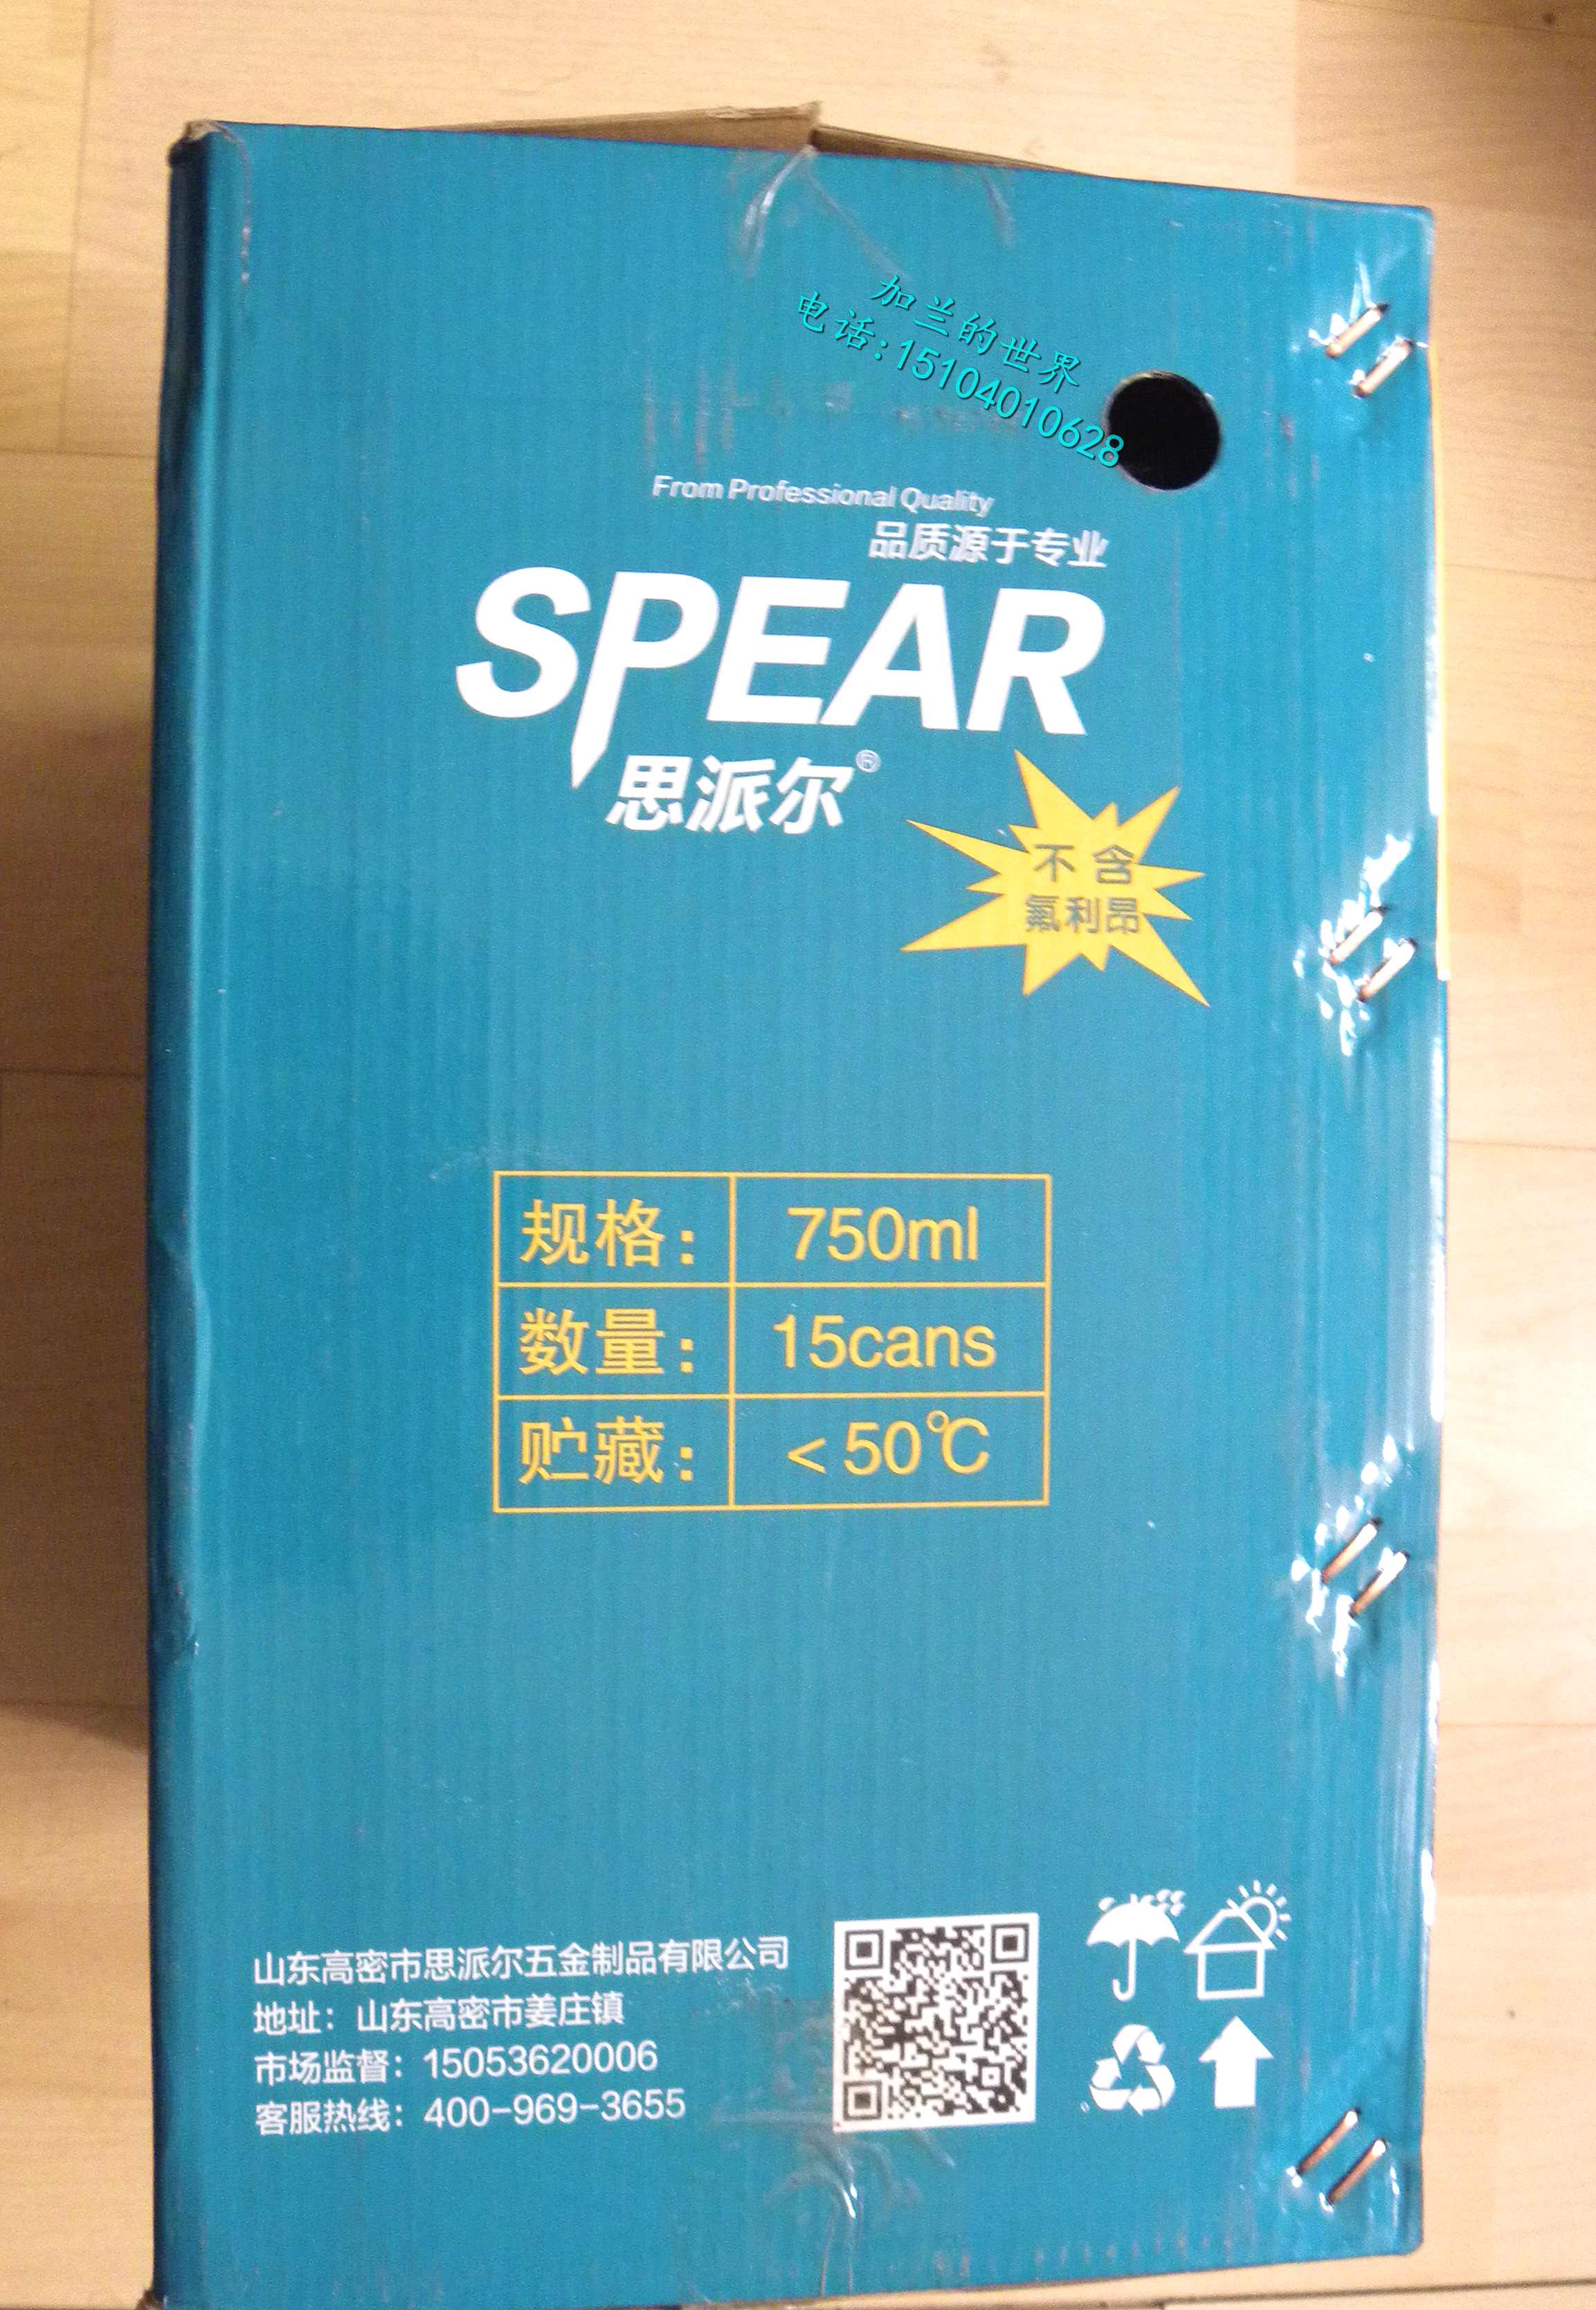 加兰的世界
电话:15104010628
From Professional Quality
品质源于专业
SPEAR
思派尔®
不含
氟利昂
规格: 750ml
数量: 15cans
贮藏: <50℃
山东高密市思派尔五金制品有限公司
地址：山东高密市姜庄镇
市场监督：15053620006
客服热线：400-969-3655